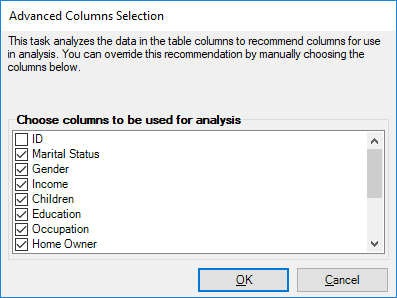 Advanced Columns Selection
This task analyzes the data in the table columns to recommend columns for use
in analysis. You can override this recommendation by manually choosing the
columns below.
Choose columns to be used for analysis
ID
Marital Status
Gender
Income
Children
Education
Occupation
Home Owner
OK Cancel